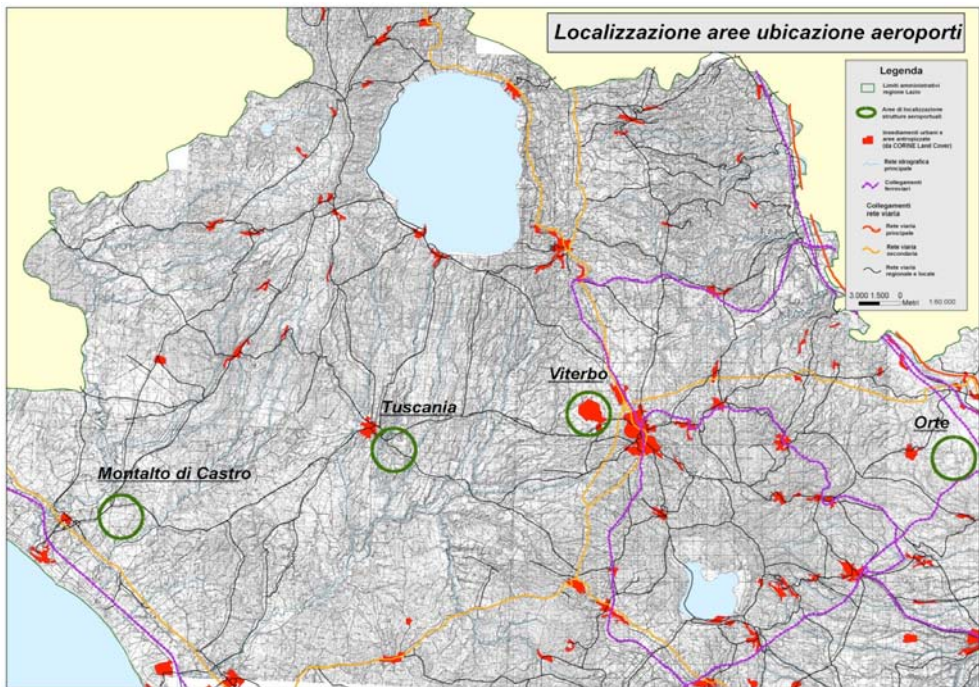 Localizzazione aree ubicazione aeroporti
Legenda
Limiti amministrativi
regione Lazio
Aree di localizzazione
strutture aeroportuali
Insediamenti urbani e
aree antropizzate
(da CORINE Land Cover)
Rete idrografica
principale
Collegamenti
ferroviari
Collegamenti
rete viaria
Rete viaria
principale
Rete viaria
secondaria
Rete viaria
regionale e locale
3.000 1.500 0
Metri
Viterbo
Tuscania
Orte
Montalto di Castro